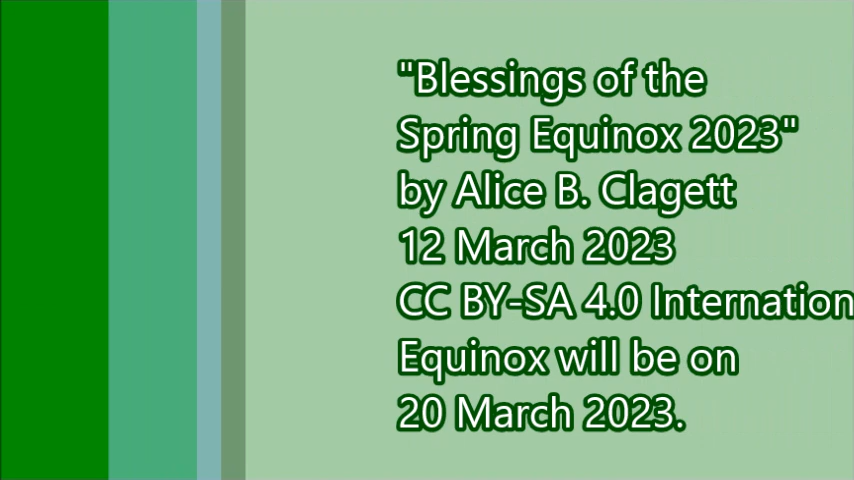 "Blessings of the
Spring Equinox 2023"
by Alice B. Clagett
12 March 2023
CC BY-SA 4.0 Internation
Equinox will be on
20 March 2023.